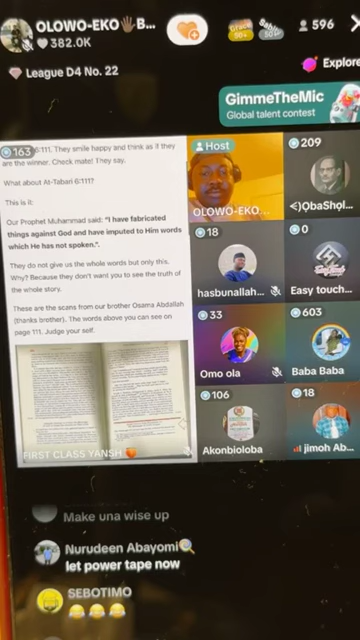 OLOWO-EKO🖐🏿B...
382.0K
596
League D4 No. 22
Explore
GimmeTheMic
Global talent contest
163
6:111. They smile happy and think as if they
are the winner. Check mate! They say.
What about At-Tabari 6:111?
This is it:
Our Prophet Muhammad said: "I have fabricated
things against God and have imputed to Him words
which He has not spoken.".
They do not give us the whole words but only this.
Why? Because they don't want you to see the truth of
the whole story.
These are the scans from our brother Osama Abdallah
(thanks brother). The words above you can see on
page 111. Judge your self.
FIRST CLASS YANSH 🍑
Host
OLOWO-EKO...
209
ObaShol...
18
hasbunallah...
0
Easy touch...
33
Omo ola
603
Baba Baba
106
Akonbioloba
18
jimoh Ab...
Make una wise up
Nurudeen Abayomi🔍
let power tape now
SEBOTIMO
😂😂😂